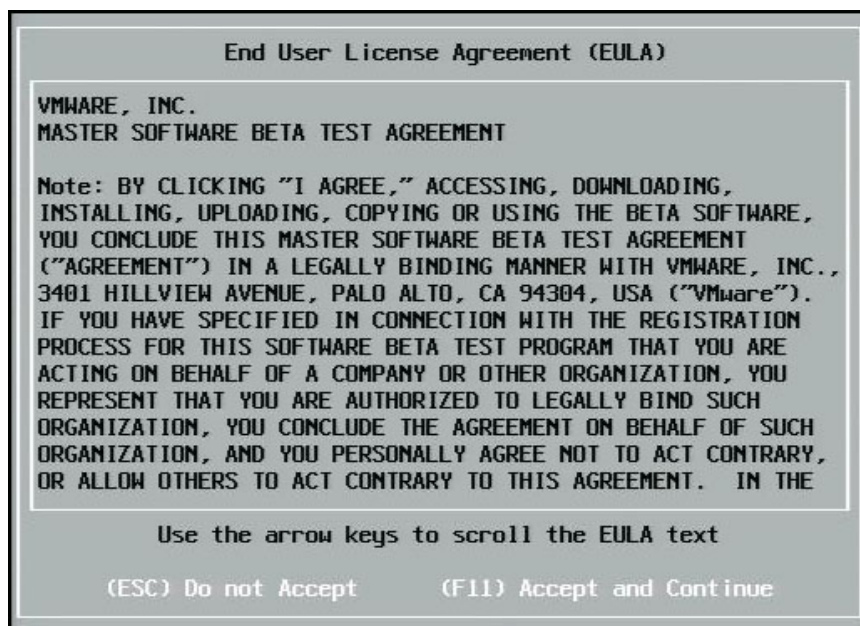 End User License Agreement (EULA)
VMWARE, INC.
MASTER SOFTWARE BETA TEST AGREEMENT
Note: BY CLICKING "I AGREE," ACCESSING, DOWNLOADING,
INSTALLING, UPLOADING, COPYING OR USING THE BETA SOFTWARE,
YOU CONCLUDE THIS MASTER SOFTWARE BETA TEST AGREEMENT
("AGREEMENT") IN A LEGALLY BINDING MANNER WITH VMWARE, INC.,
3401 HILLVIEW AVENUE, PALO ALTO, CA 94304, USA ("VMware").
IF YOU HAVE SPECIFIED IN CONNECTION WITH THE REGISTRATION
PROCESS FOR THIS SOFTWARE BETA TEST PROGRAM THAT YOU ARE
ACTING ON BEHALF OF A COMPANY OR OTHER ORGANIZATION, YOU
REPRESENT THAT YOU ARE AUTHORIZED TO LEGALLY BIND SUCH
ORGANIZATION, YOU CONCLUDE THE AGREEMENT ON BEHALF OF SUCH
ORGANIZATION, AND YOU PERSONALLY AGREE NOT TO ACT CONTRARY,
OR ALLOW OTHERS TO ACT CONTRARY TO THIS AGREEMENT.  IN THE
Use the arrow keys to scroll the EULA text
(ESC) Do not Accept (F11) Accept and Continue